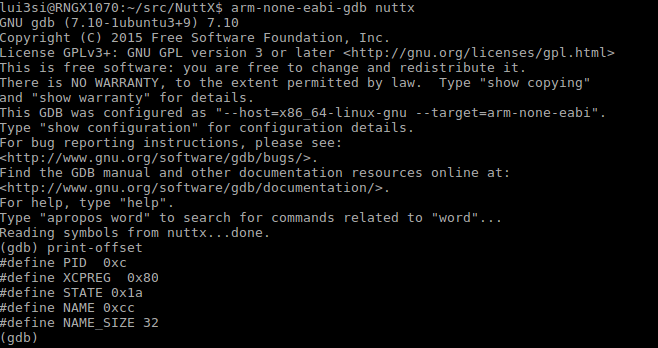 lui3si@RNGX1070:~/src/NuttX$ arm-none-eabi-gdb nuttx
GNU gdb (7.10-1ubuntu3+9) 7.10
Copyright (C) 2015 Free Software Foundation, Inc.
License GPLv3+: GNU GPL version 3 or later <http://gnu.org/licenses/gpl.html>
This is free software: you are free to change and redistribute it.
There is NO WARRANTY, to the extent permitted by law.  Type "show copying"
and "show warranty" for details.
This GDB was configured as "--host=x86_64-linux-gnu --target=arm-none-eabi".
Type "show configuration" for configuration details.
For bug reporting instructions, please see:
<http://www.gnu.org/software/gdb/bugs/>.
Find the GDB manual and other documentation resources online at:
<http://www.gnu.org/software/gdb/documentation/>.
For help, type "help".
Type "apropos word" to search for commands related to "word"...
Reading symbols from nuttx...done.
(gdb) print-offset
#define PID  0xc
#define XCPREG  0x80
#define STATE 0x1a
#define NAME 0xcc
#define NAME_SIZE 32
(gdb)